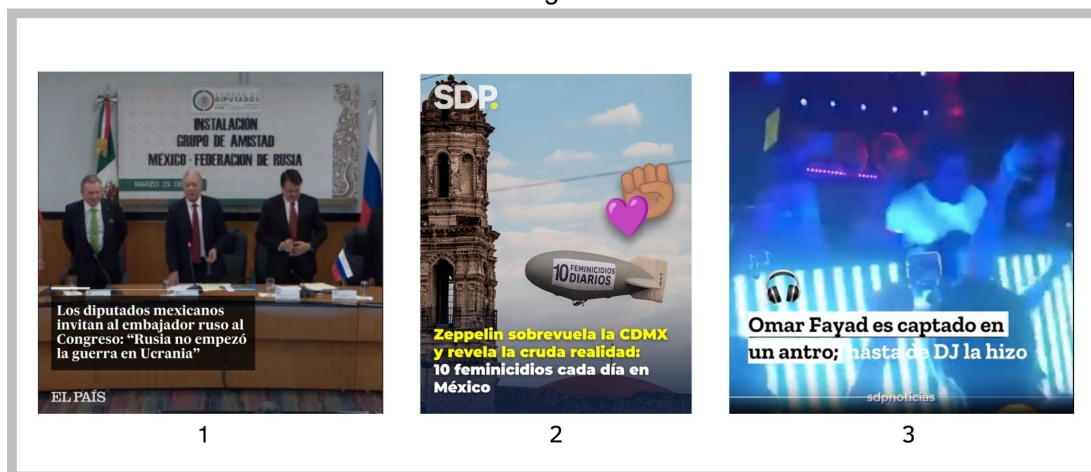 CÁMARA DE
DIPUTADOS
INSTALACIÓN
GRUPO DE AMISTAD
MÉXICO - FEDERACIÓN DE RUSIA
MARZO 23 DE
Los diputados mexicanos
invitan al embajador ruso al
Congreso: “Rusia no empezó
la guerra en Ucrania”
EL PAÍS
1
SDP.
10 FEMINICIDIOS
DIARIOS
Zeppelin sobrevuela la CDMX
y revela la cruda realidad:
10 feminicidios cada día en
México
2
Omar Fayad es captado en
un antro; hasta de DJ la hizo
sdpnoticias
3